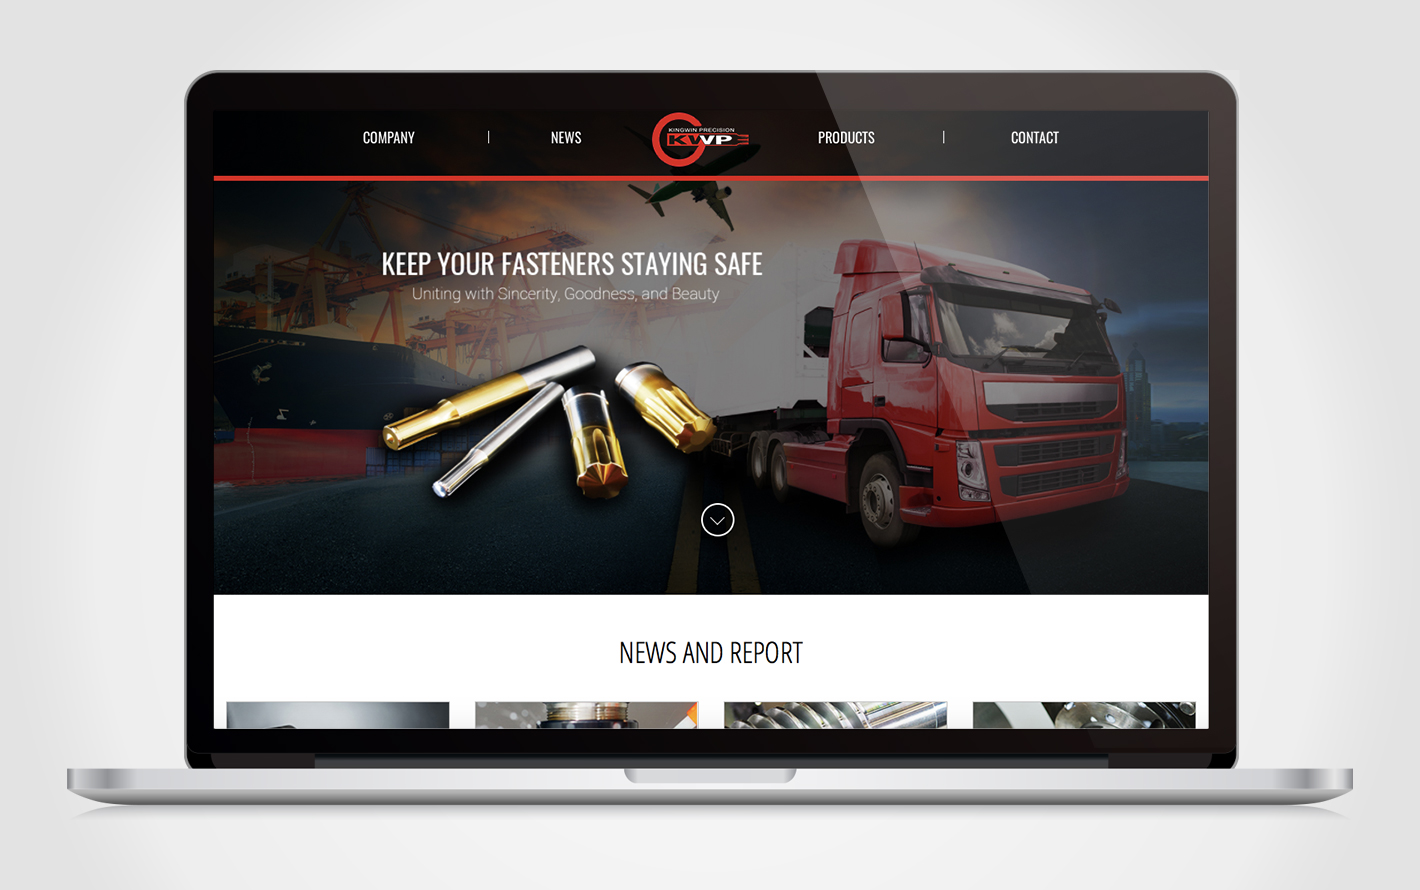 COMPANY
NEWS
KINGWIN PRECISION
KWP
PRODUCTS
CONTACT
KEEP YOUR FASTENERS STAYING SAFE
Uniting with Sincerity, Goodness, and Beauty
NEWS AND REPORT